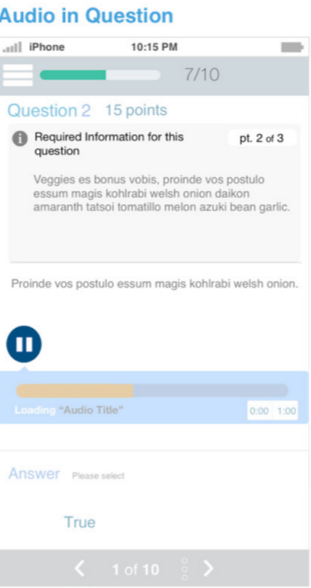 Audio in Question
iPhone 10:15 PM
7/10
Question 2 15 points
Required Information for this
question
pt. 2 of 3
Veggies es bonus vobis, proinde vos postulo
essum magis kohlrabi welsh onion daikon
amaranth tatsoi tomatillo melon azuki bean garlic.
Proinde vos postulo essum magis kohlrabi welsh onion.
Loading "Audio Title"
0:00 1:00
Answer Please select
True
1 of 10